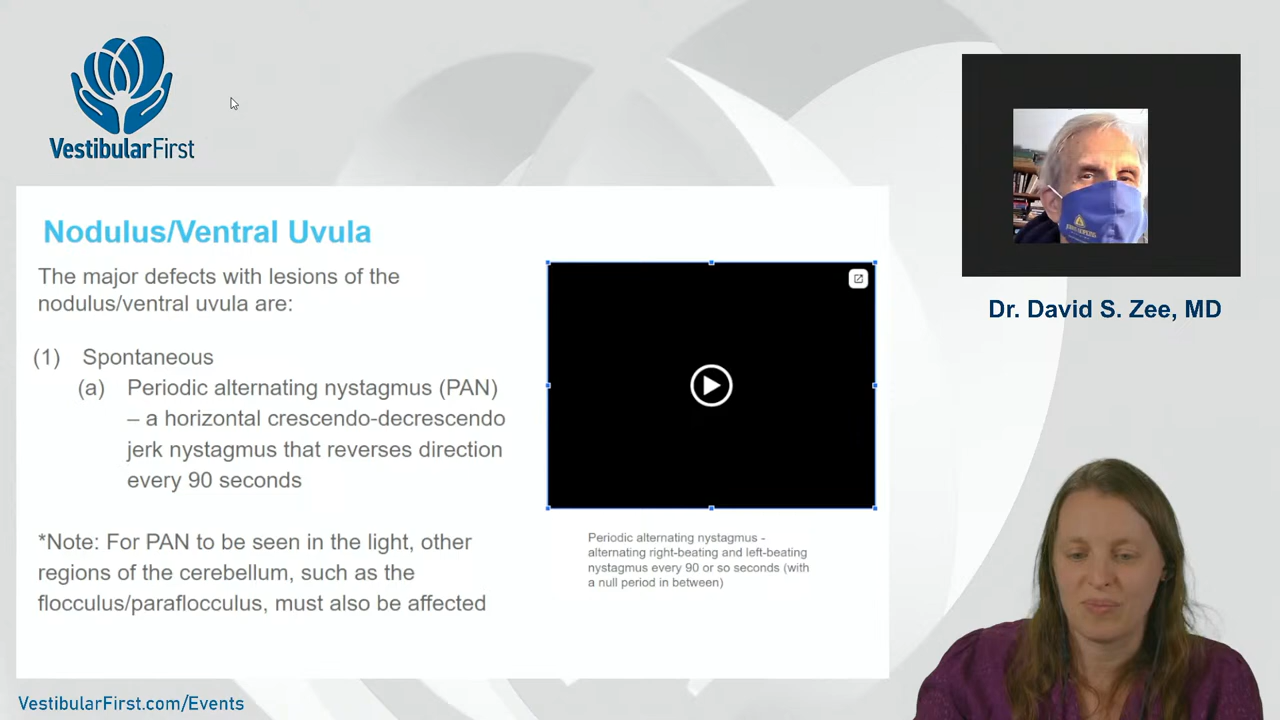 VestibularFirst
Nodulus/Ventral Uvula
The major defects with lesions of the
nodulus/ventral uvula are:
(1) Spontaneous
(a) Periodic alternating nystagmus (PAN)
– a horizontal crescendo-decrescendo
jerk nystagmus that reverses direction
every 90 seconds
*Note: For PAN to be seen in the light, other
regions of the cerebellum, such as the
flocculus/paraflocculus, must also be affected
Periodic alternating nystagmus -
alternating right-beating and left-beating
nystagmus every 90 or so seconds (with
a null period in between)
Dr. David S. Zee, MD
VestibularFirst.com/Events